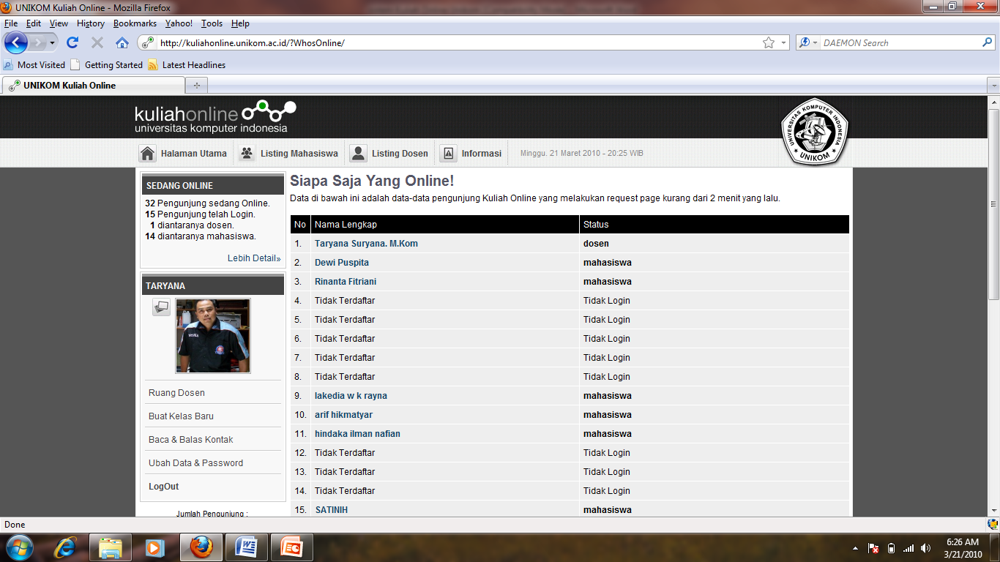 UNIKOM Kuliah Online - Mozilla Firefox
File Edit View History Bookmarks Yahoo! Tools Help
http://kuliahonline.unikom.ac.id/?WhosOnline/
DAEMON Search
Most Visited Getting Started Latest Headlines
UNIKOM Kuliah Online
kuliahonline
universitas komputer indonesia
UNIVERSITAS KOMPUTER INDONESIA
UNIKOM
Halaman Utama Listing Mahasiswa Listing Dosen Informasi Minggu. 21 Maret 2010 - 20:25 WIB
SEDANG ONLINE
32 Pengunjung sedang Online.
15 Pengunjung telah Login.
1 diantaranya dosen.
14 diantaranya mahasiswa.
Lebih Detail»
TARYANA
Ruang Dosen
Buat Kelas Baru
Baca & Balas Kontak
Ubah Data & Password
LogOut
Jumlah Pengunjung :
Siapa Saja Yang Online!
Data di bawah ini adalah data-data pengunjung Kuliah Online yang melakukan request page kurang dari 2 menit yang lalu.
No Nama Lengkap Status
1. Taryana Suryana. M.Kom dosen
2. Dewi Puspita mahasiswa
3. Rinanta Fitriani mahasiswa
4. Tidak Terdaftar Tidak Login
5. Tidak Terdaftar Tidak Login
6. Tidak Terdaftar Tidak Login
7. Tidak Terdaftar Tidak Login
8. Tidak Terdaftar Tidak Login
9. lakedia w k rayna mahasiswa
10. arif hikmatyar mahasiswa
11. hindaka ilman nafian mahasiswa
12. Tidak Terdaftar Tidak Login
13. Tidak Terdaftar Tidak Login
14. Tidak Terdaftar Tidak Login
15. SATINIH mahasiswa
Done
6:26 AM
3/21/2010